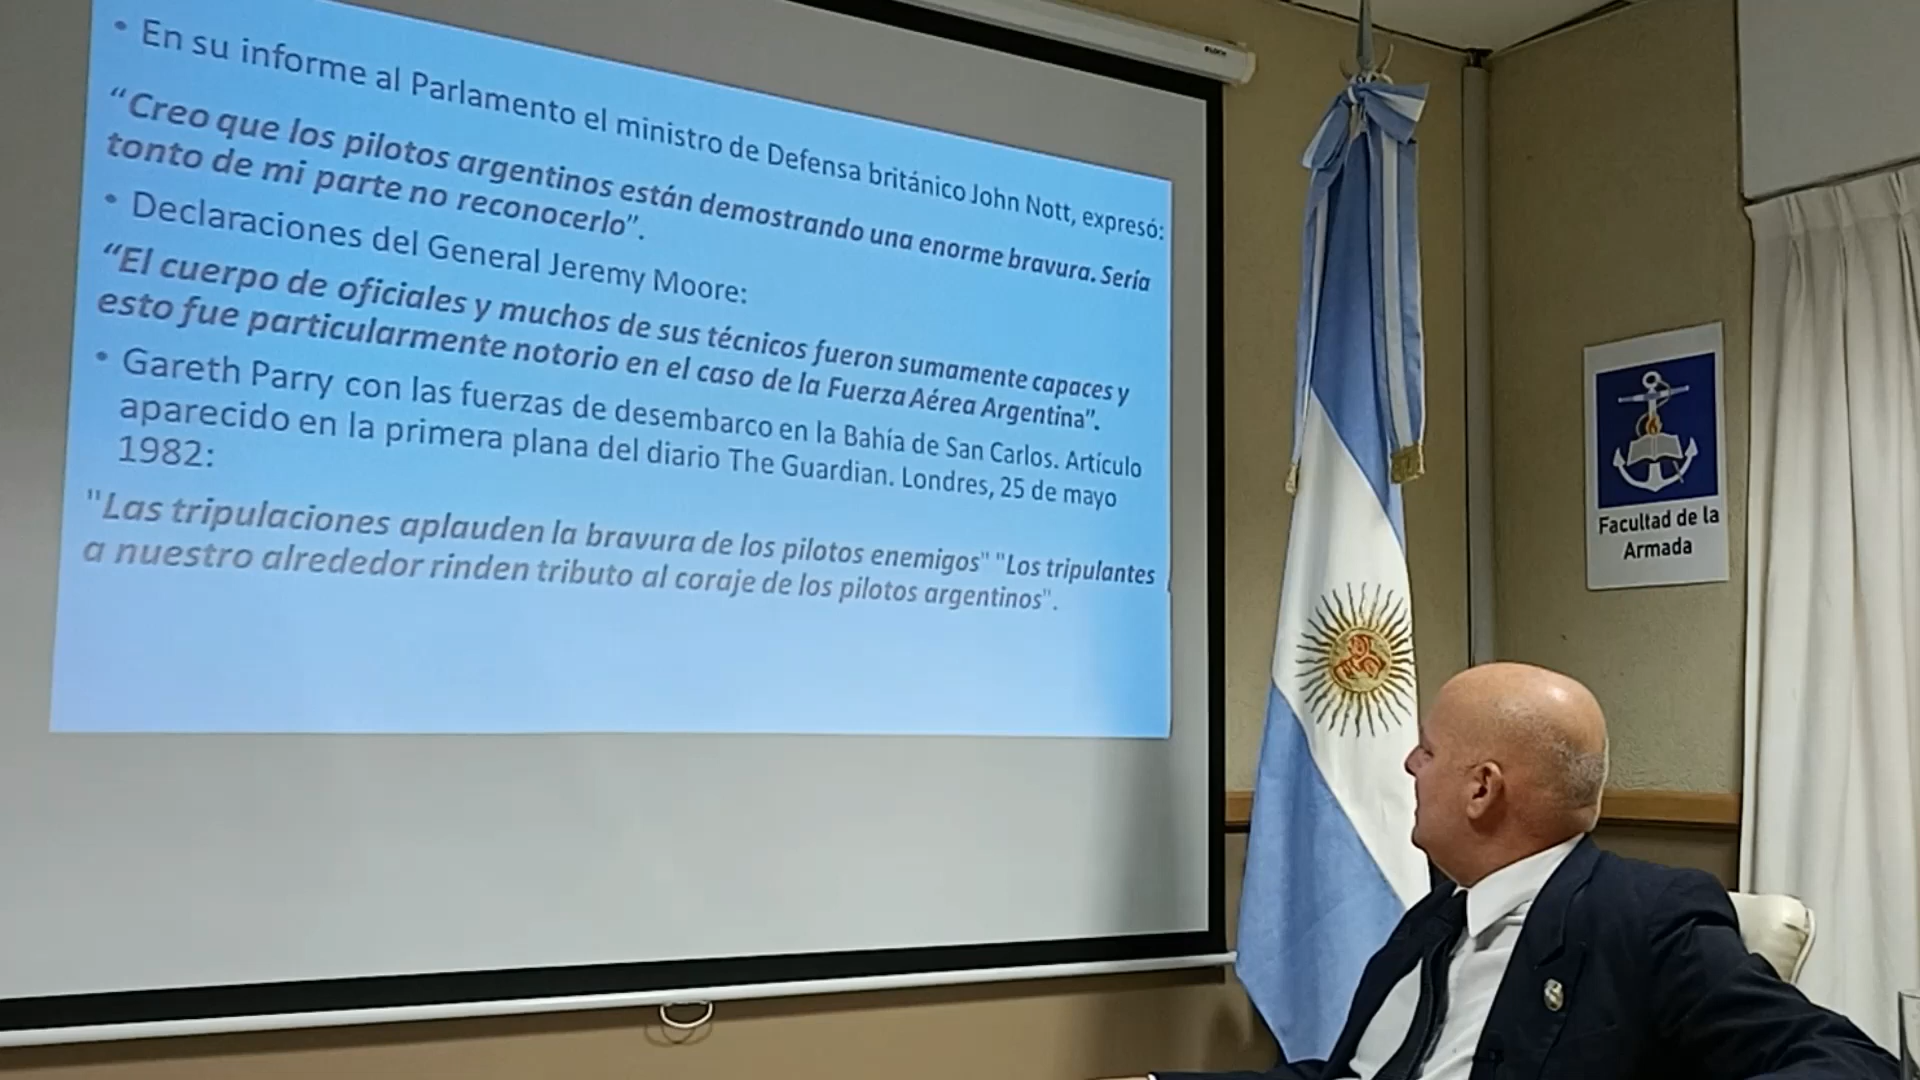 • En su informe al Parlamento el ministro de Defensa británico John Nott, expresó:
“Creo que los pilotos argentinos están demostrando una enorme bravura. Sería
tonto de mi parte no reconocerlo”.
• Declaraciones del General Jeremy Moore:
“El cuerpo de oficiales y muchos de sus técnicos fueron sumamente capaces y
esto fue particularmente notorio en el caso de la Fuerza Aérea Argentina”.
• Gareth Parry con las fuerzas de desembarco en la Bahía de San Carlos. Artículo
aparecido en la primera plana del diario The Guardian. Londres, 25 de mayo
1982:
"Las tripulaciones aplauden la bravura de los pilotos enemigos" "Los tripulantes
a nuestro alrededor rinden tributo al coraje de los pilotos argentinos".
Facultad de la
Armada